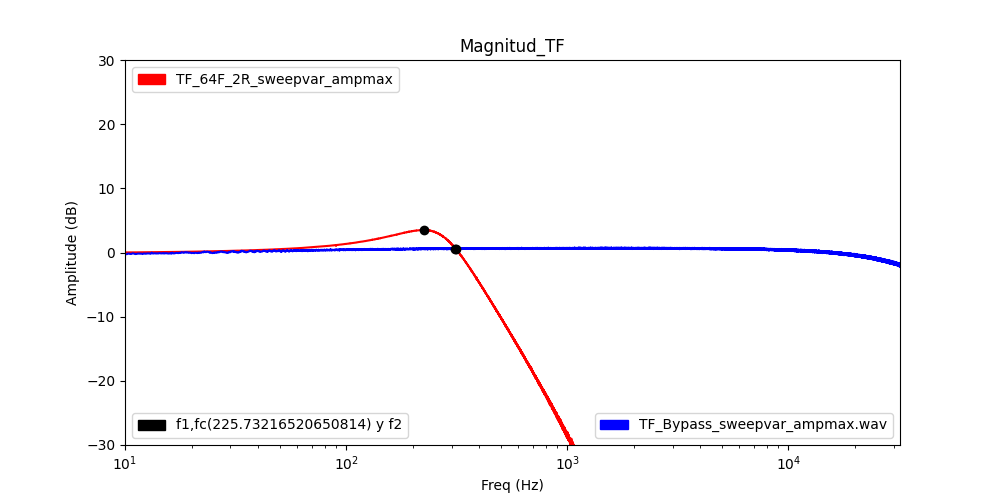 Magnitud_TF
30
TF_64F_2R_sweepvar_ampmax
20
10
Amplitude (dB)
0
−10
−20
f1,fc(225.73216520650814) y f2
TF_Bypass_sweepvar_ampmax.wav
−30
10¹ 10² 10³ 10⁴
Freq (Hz)